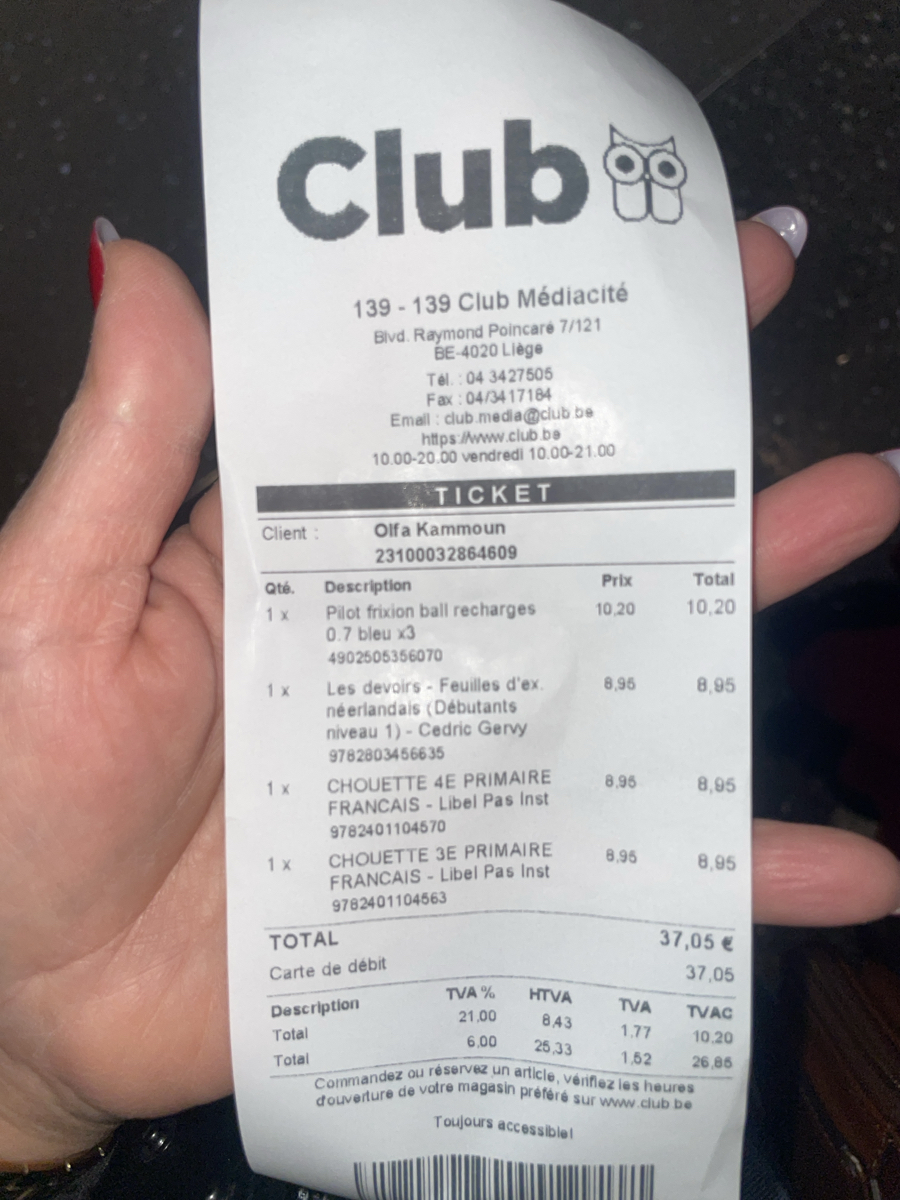 Club
139 - 139 Club Médiacité
Blvd. Raymond Poincaré 7/121
BE-4020 Liège
Tél. : 04 3427505
Fax : 04/3417184
Email : club.media@club.be
https://www.club.be
10.00-20.00 vendredi 10.00-21.00
TICKET
Client : Olfa Kammoun
23100032864609
Qté. Description Prix Total
1 x Pilot frixion ball recharges 10,20 10,20
0.7 bleu x3
4902505356070
1 x Les devoirs - Feuilles d'ex. 8,95 8,95
néerlandais (Débutants
niveau 1) - Cedric Gervy
9782803456635
1 x CHOUETTE 4E PRIMAIRE 8,95 8,95
FRANCAIS - Libel Pas Inst
9782401104570
1 x CHOUETTE 3E PRIMAIRE 8,95 8,95
FRANCAIS - Libel Pas Inst
9782401104563
TOTAL 37,05 €
Carte de débit 37,05
Description TVA % HTVA TVA TVAC
Total 21,00 8,43 1,77 10,20
Total 6,00 25,33 1,52 26,85
Commandez ou réservez un article, vérifiez les heures
d'ouverture de votre magasin préféré sur www.club.be
Toujours accessible!